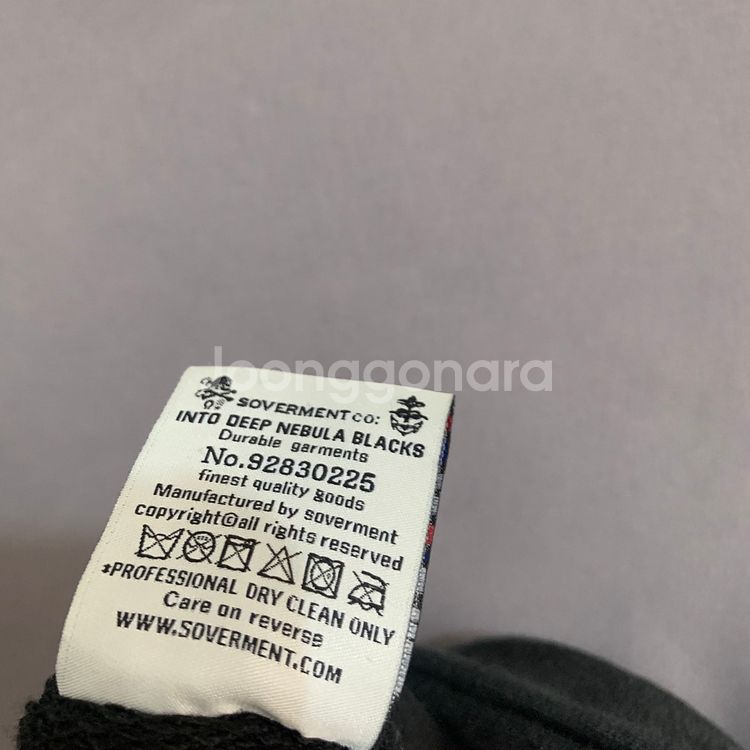 joonggonara
SOVERMENT CO:
INTO DEEP NEBULA BLACKS
Durable garments
No.92830225
finest quality goods
Manufactured by soverment
copyright©all rights reserved
*PROFESSIONAL DRY CLEAN ONLY
Care on reverse
WWW.SOVERMENT.COM